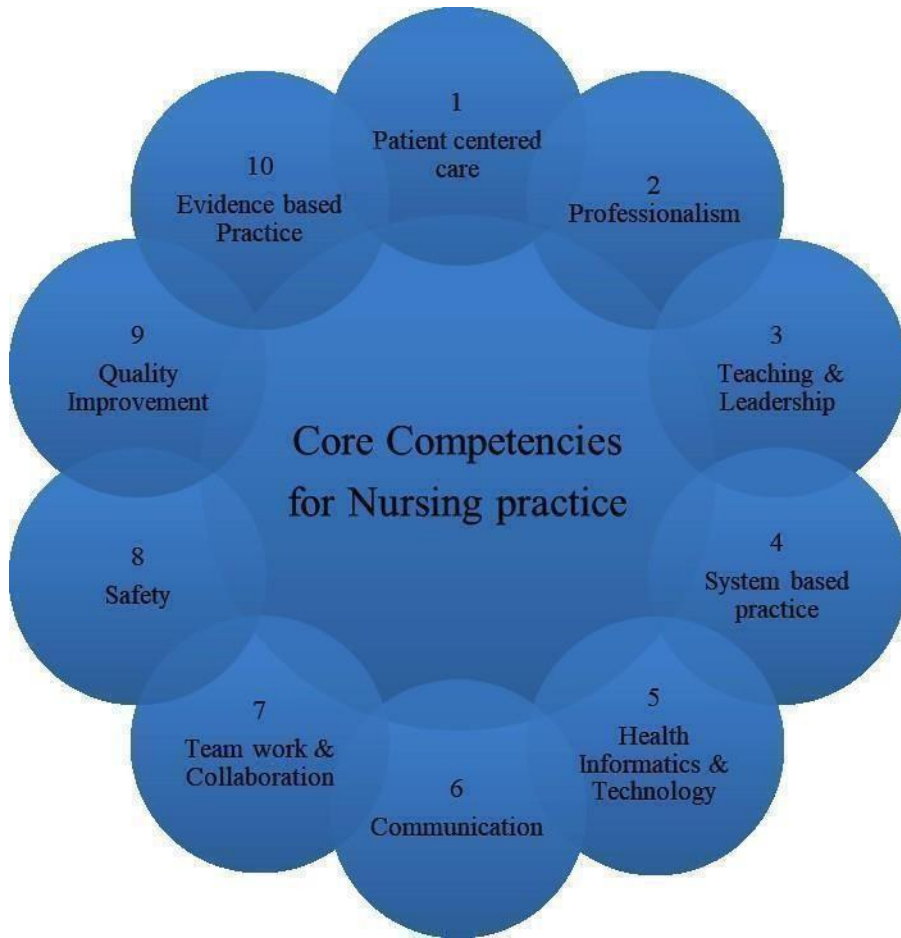 1
Patient centered
care
2
Professionalism
3
Teaching &
Leadership
4
System based
practice
5
Health
Informatics &
Technology
6
Communication
7
Team work &
Collaboration
8
Safety
9
Quality
Improvement
10
Evidence based
Practice
Core Competencies
for Nursing practice